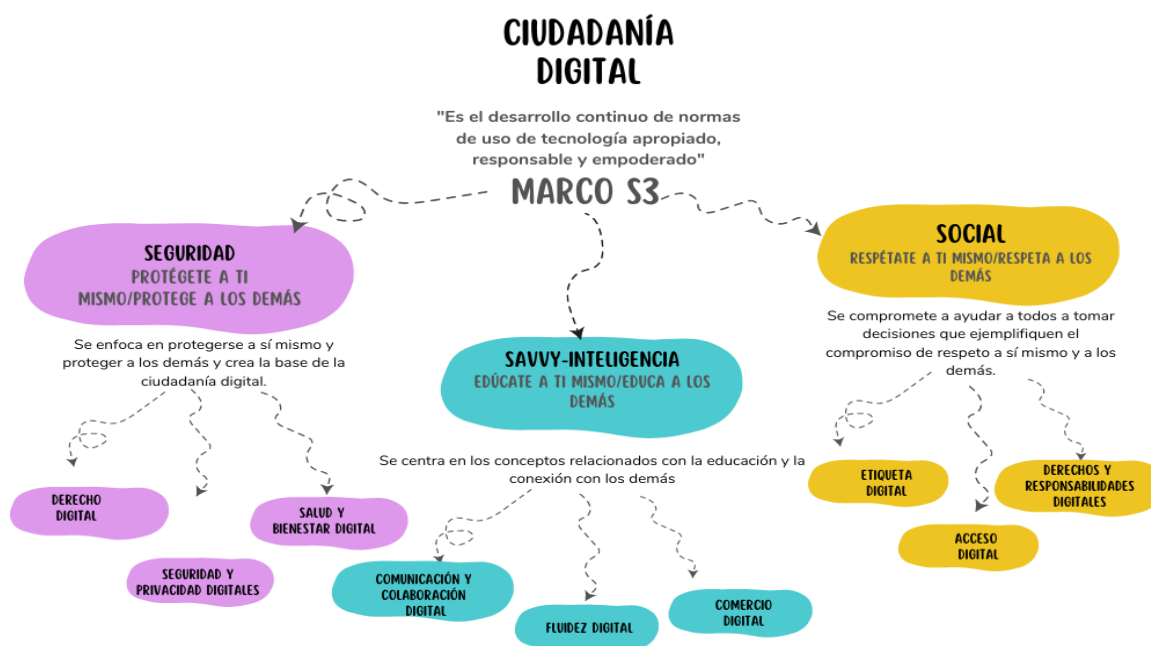 CIUDADANÍA
DIGITAL
"Es el desarrollo continuo de normas
de uso de tecnología apropiado,
responsable y empoderado"
MARCO S3
SEGURIDAD
PROTÉGETE A TI
MISMO/PROTEGE A LOS DEMÁS
Se enfoca en protegerse a sí mismo y
proteger a los demás y crea la base de la
ciudadanía digital.
DERECHO
DIGITAL
SEGURIDAD Y
PRIVACIDAD DIGITALES
SALUD Y
BIENESTAR DIGITAL
SAVVY-INTELIGENCIA
EDÚCATE A TI MISMO/EDUCA A LOS
DEMÁS
Se centra en los conceptos relacionados con la educación y la
conexión con los demás
COMUNICACIÓN Y
COLABORACIÓN
DIGITAL
FLUIDEZ DIGITAL
COMERCIO
DIGITAL
SOCIAL
RESPÉTATE A TI MISMO/RESPETA A LOS
DEMÁS
Se compromete a ayudar a todos a tomar
decisiones que ejemplifiquen el
compromiso de respeto a sí mismo y a los
demás.
ETIQUETA
DIGITAL
ACCESO
DIGITAL
DERECHOS Y
RESPONSABILIDADES
DIGITALES